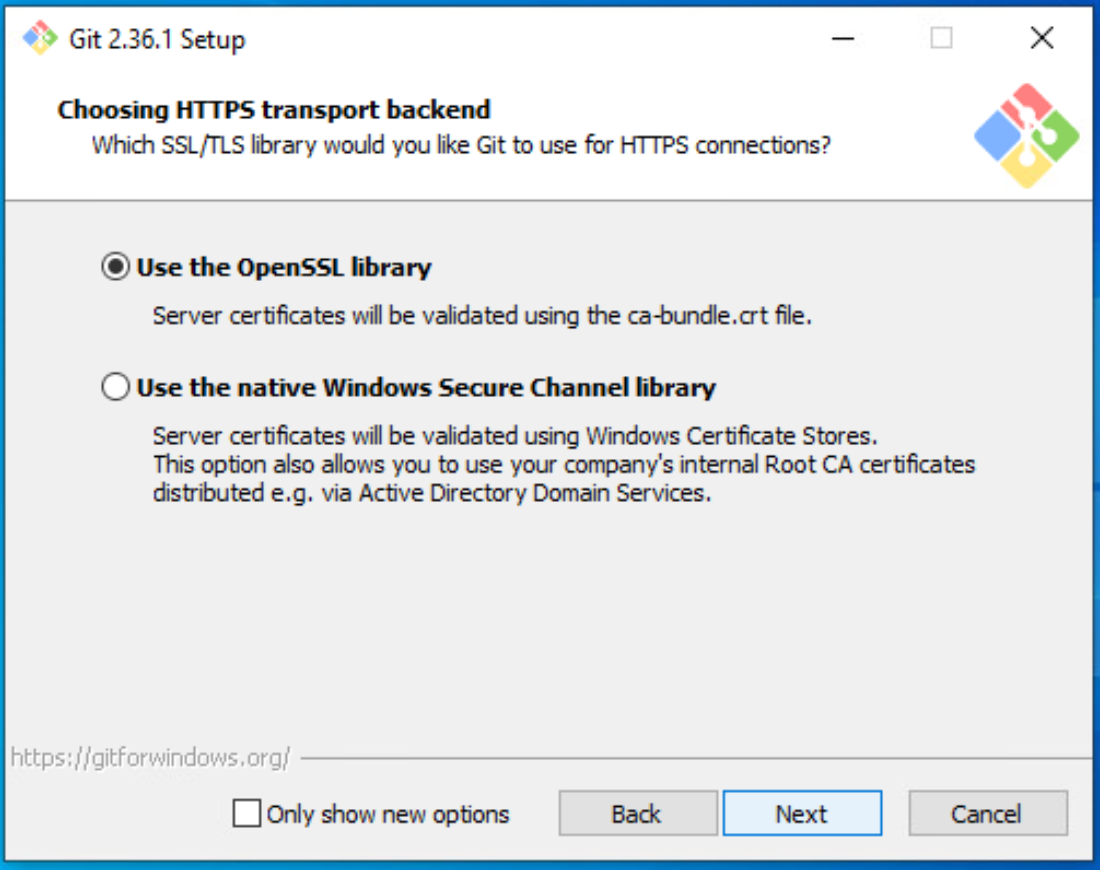 Git 2.36.1 Setup
Choosing HTTPS transport backend
Which SSL/TLS library would you like Git to use for HTTPS connections?
Use the OpenSSL library
Server certificates will be validated using the ca-bundle.crt file.
Use the native Windows Secure Channel library
Server certificates will be validated using Windows Certificate Stores.
This option also allows you to use your company's internal Root CA certificates
distributed e.g. via Active Directory Domain Services.
https://gitforwindows.org/
Only show new options
Back
Next
Cancel